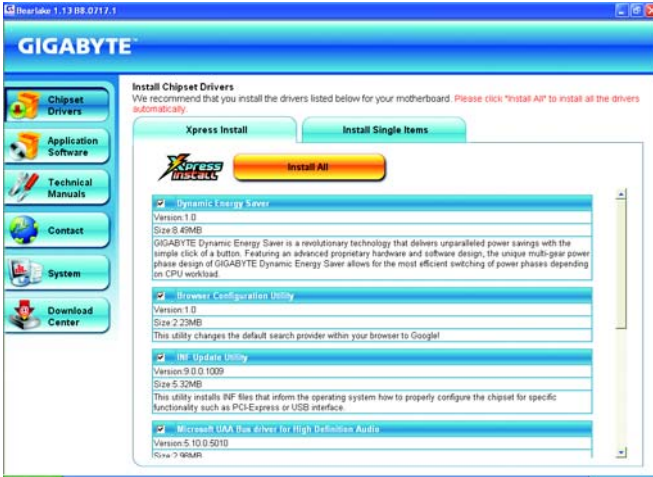 Bearlake 1.13 B8.0717.1
GIGABYTE™
Chipset
Drivers
Application
Software
Technical
Manuals
Contact
System
Download
Center
Install Chipset Drivers
We recommend that you install the drivers listed below for your motherboard. Please click "Install All" to install all the drivers
automatically.
Xpress Install
Install Single Items
Xpress
Install
Install All
Dynamic Energy Saver
Version:1.0
Size:8.49MB
GIGABYTE Dynamic Energy Saver is a revolutionary technology that delivers unparalleled power savings with the
simple click of a button. Featuring an advanced proprietary hardware and software design, the unique multi-gear power
phase design of GIGABYTE Dynamic Energy Saver allows for the most efficient switching of power phases depending
on CPU workload.
Browser Configuration Utility
Version:1.0
Size:2.23MB
This utility changes the default search provider within your browser to Google!
INF Update Utility
Version:9.0.0.1009
Size:5.32MB
This utility installs INF files that inform the operating system how to properly configure the chipset for specific
functionality such as PCI-Express or USB interface.
Microsoft UAA Bus driver for High Definition Audio
Version:5.10.0.5010
Size:2.98MB